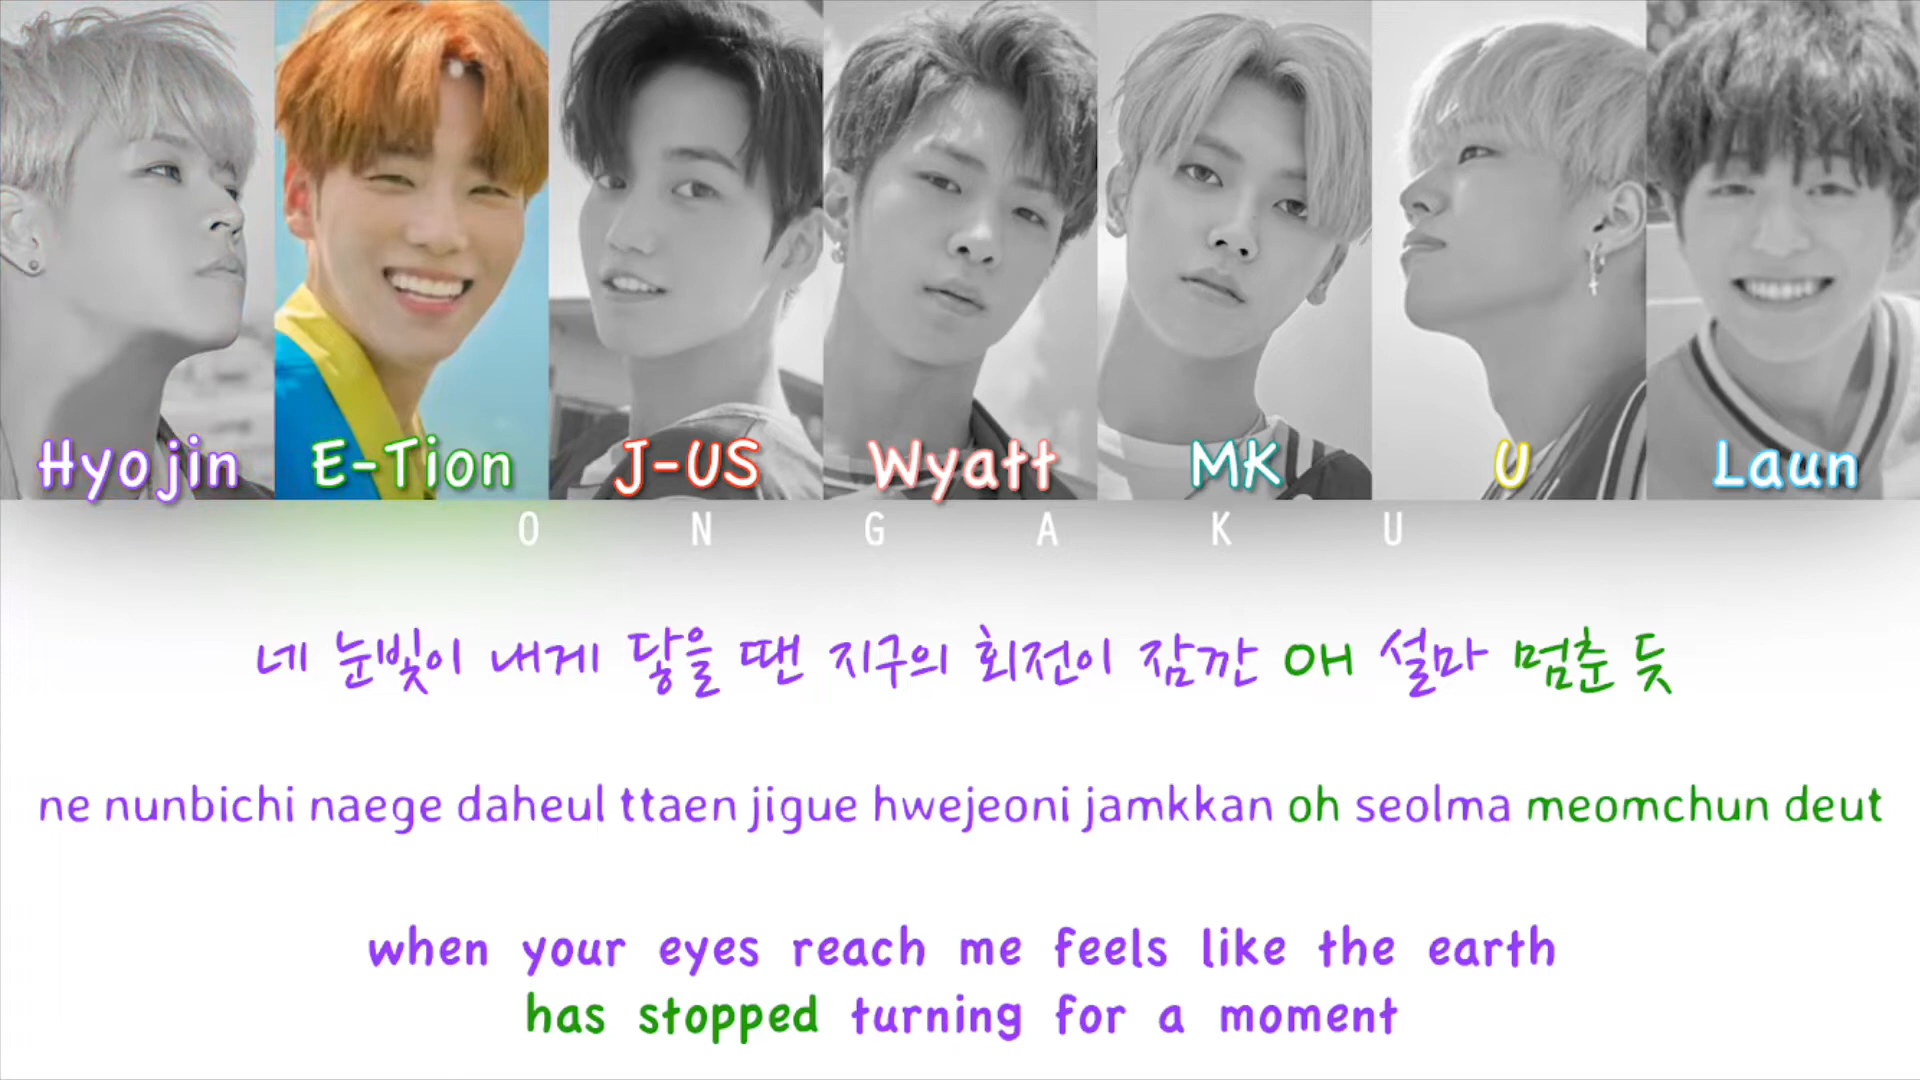 Hyojin E-Tion J-US Wyatt MK U Laun
O N G A K U
네 눈빛이 내게 닿을 땐 지구의 회전이 잠깐 OH 설마 멈춘 듯
ne nunbichi naege daheul ttaen jigue hwejeoni jamkkan oh seolma meomchun deut
when your eyes reach me feels like the earth
has stopped turning for a moment